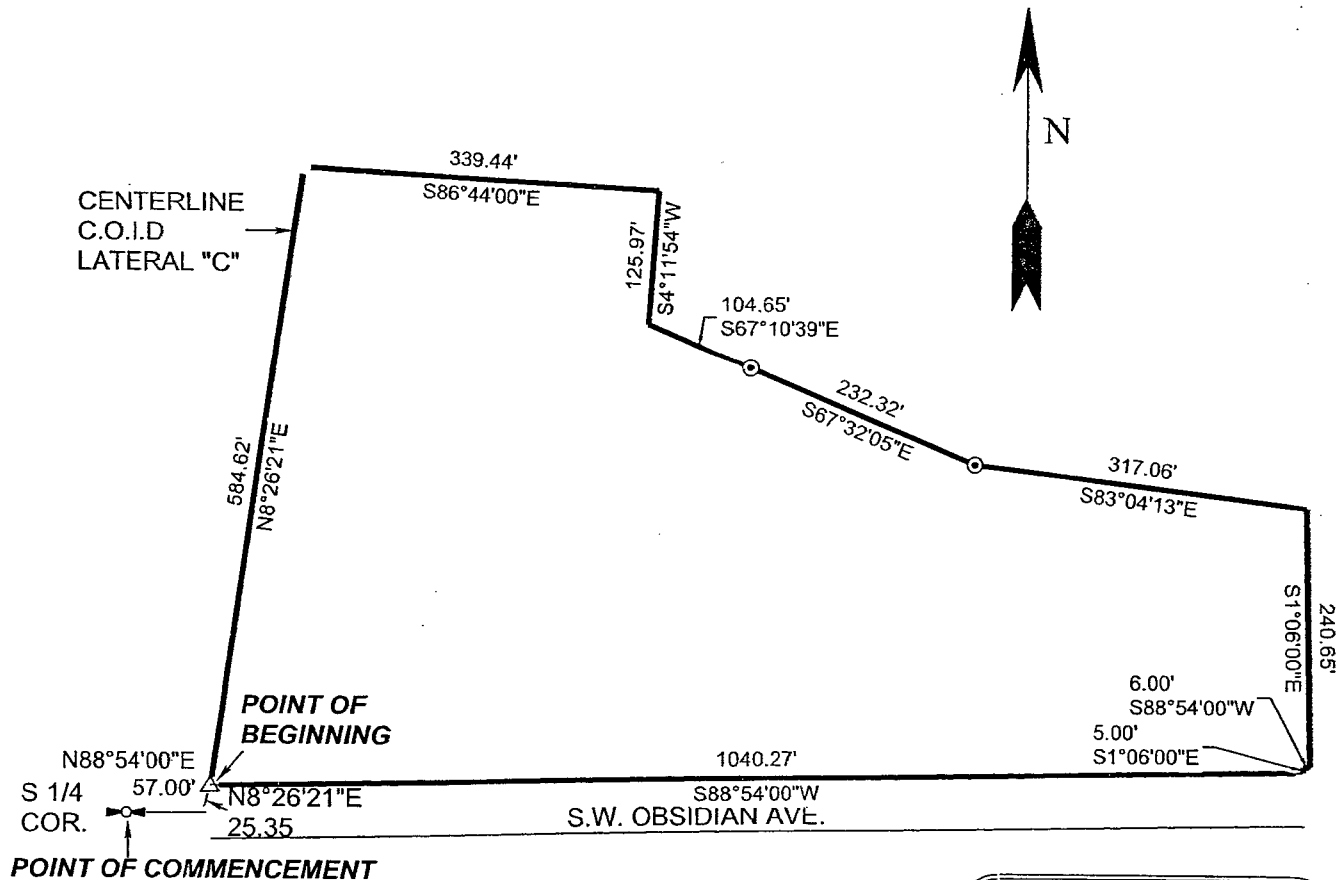 N
339.44'
S86°44'00"E
CENTERLINE
C.O.I.D
LATERAL "C"
125.97'
S4°11'54"W
104.65'
S67°10'39"E
232.32'
S67°32'05"E
317.06'
S83°04'13"E
584.62'
N8°26'21"E
240.65'
S1°06'00"E
6.00'
S88°54'00"W
5.00'
S1°06'00"E
POINT OF
BEGINNING
N88°54'00"E
57.00'
1040.27'
S88°54'00"W
S 1/4
COR.
N8°26'21"E
25.35
S.W. OBSIDIAN AVE.
POINT OF COMMENCEMENT